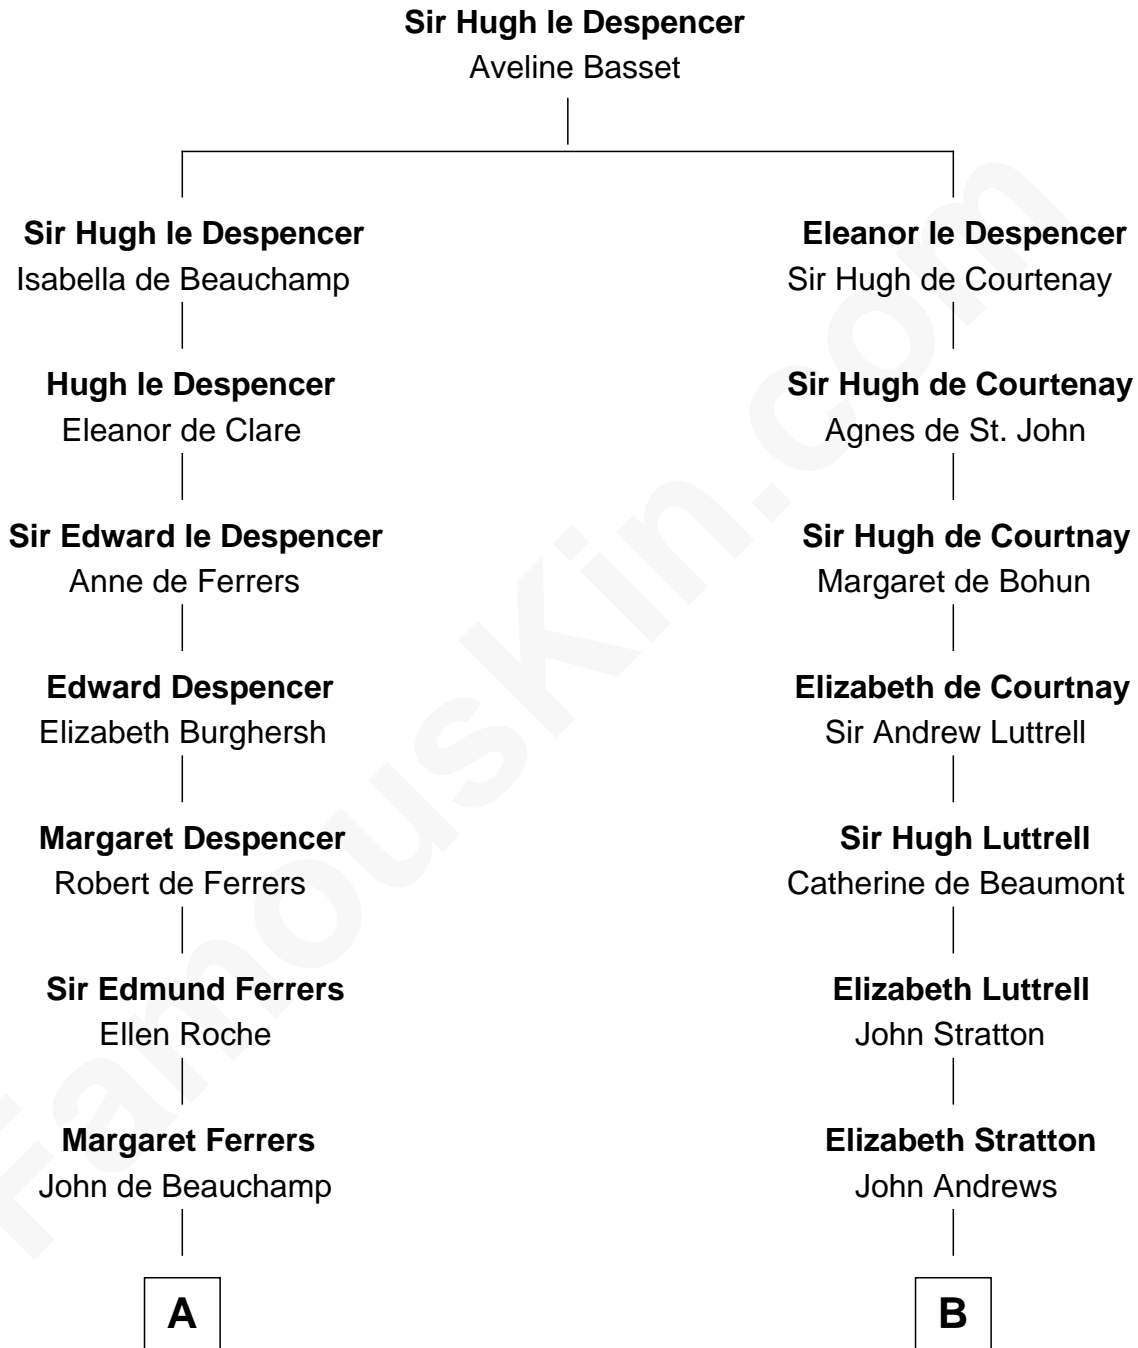 Sir Hugh le Despencer
Aveline Basset
Sir Hugh le Despencer
Isabella de Beauchamp
Hugh le Despencer
Eleanor de Clare
Sir Edward le Despencer
Anne de Ferrers
Edward Despencer
Elizabeth Burghersh
Margaret Despencer
Robert de Ferrers
Sir Edmund Ferrers
Ellen Roche
Margaret Ferrers
John de Beauchamp
A
Eleanor le Despencer
Sir Hugh de Courtenay
Sir Hugh de Courtenay
Agnes de St. John
Sir Hugh de Courtnay
Margaret de Bohun
Elizabeth de Courtnay
Sir Andrew Luttrell
Sir Hugh Luttrell
Catherine de Beaumont
Elizabeth Luttrell
John Stratton
Elizabeth Stratton
John Andrews
B
FamousKin.com